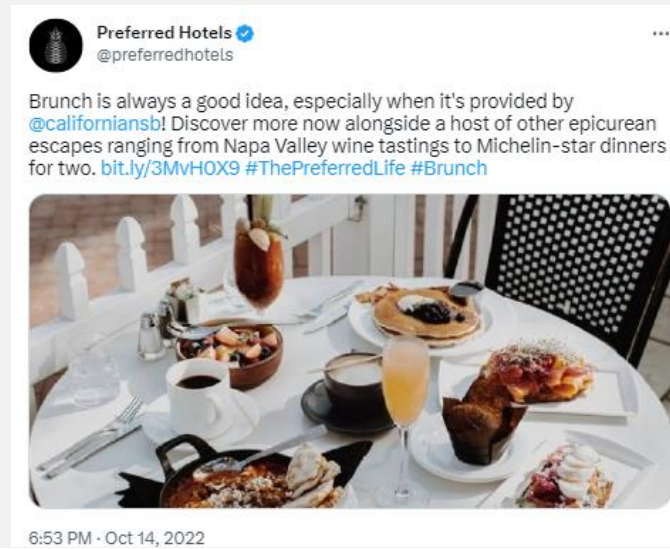 Preferred Hotels
@preferredhotels
Brunch is always a good idea, especially when it's provided by
@californiansb! Discover more now alongside a host of other epicurean
escapes ranging from Napa Valley wine tastings to Michelin-star dinners
for two. bit.ly/3MvH0X9 #ThePreferredLife #Brunch
6:53 PM · Oct 14, 2022